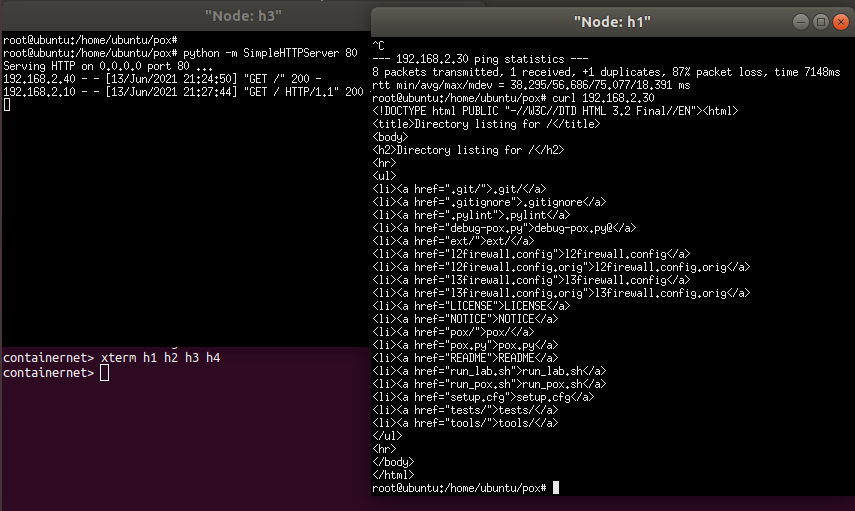 "Node: h3"
root@ubuntu:/home/ubuntu/pox#
root@ubuntu:/home/ubuntu/pox# python -m SimpleHTTPServer 80
Serving HTTP on 0.0.0.0 port 80 ...
192.168.2.40 - - [13/Jun/2021 21:24:50] "GET /" 200 -
192.168.2.10 - - [13/Jun/2021 21:27:44] "GET / HTTP/1.1" 200
containernet> xterm h1 h2 h3 h4
containernet>
"Node: h1"
^C
--- 192.168.2.30 ping statistics ---
8 packets transmitted, 1 received, +1 duplicates, 87% packet loss, time 7148ms
rtt min/avg/max/mdev = 38.295/56.686/75.077/18.391 ms
root@ubuntu:/home/ubuntu/pox# curl 192.168.2.30
<!DOCTYPE html PUBLIC "-//W3C//DTD HTML 3.2 Final//EN"><html>
<title>Directory listing for /</title>
<body>
<h2>Directory listing for /</h2>
<hr>
<ul>
<li><a href=".git/">.git/</a>
<li><a href=".gitignore">.gitignore</a>
<li><a href=".pylint">.pylint</a>
<li><a href="debug-pox.py">debug-pox.py@</a>
<li><a href="ext/">ext/</a>
<li><a href="l2firewall.config">l2firewall.config</a>
<li><a href="l2firewall.config.orig">l2firewall.config.orig</a>
<li><a href="l3firewall.config">l3firewall.config</a>
<li><a href="l3firewall.config.orig">l3firewall.config.orig</a>
<li><a href="LICENSE">LICENSE</a>
<li><a href="NOTICE">NOTICE</a>
<li><a href="pox/">pox/</a>
<li><a href="pox.py">pox.py</a>
<li><a href="README">README</a>
<li><a href="run_lab.sh">run_lab.sh</a>
<li><a href="run_pox.sh">run_pox.sh</a>
<li><a href="setup.cfg">setup.cfg</a>
<li><a href="tests/">tests/</a>
<li><a href="tools/">tools/</a>
</ul>
<hr>
</body>
</html>
root@ubuntu:/home/ubuntu/pox#